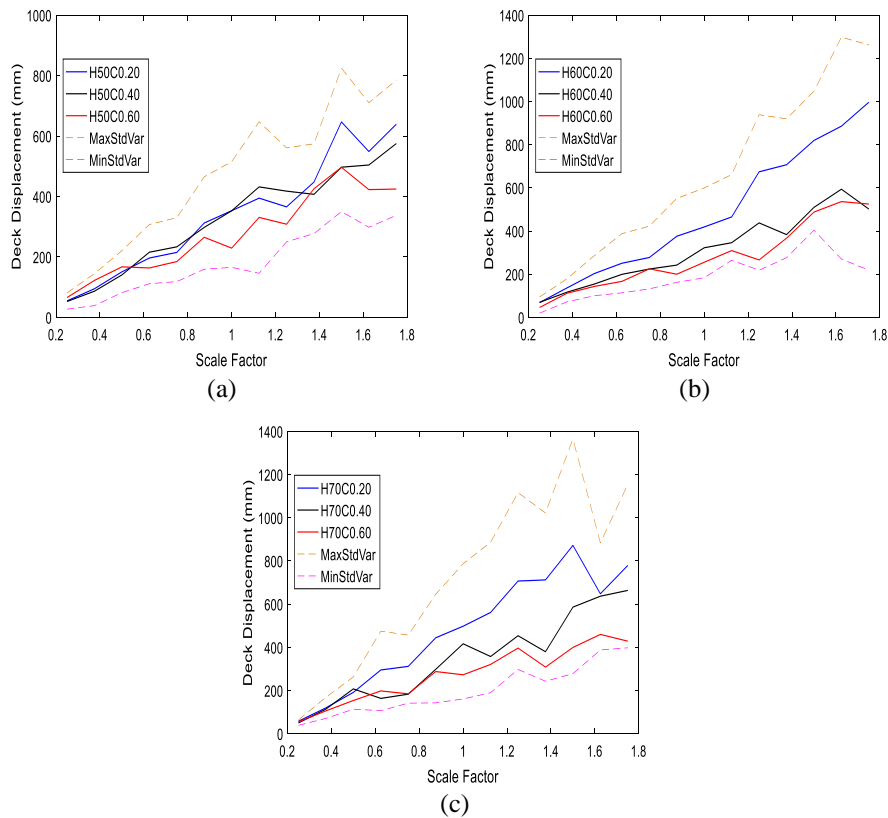 1000
800
600
400
200
0
Deck Displacement (mm)
H50C0.20
H50C0.40
H50C0.60
MaxStdVar
MinStdVar
0.2 0.4 0.6 0.8 1 1.2 1.4 1.6 1.8
Scale Factor
(a)
1400
1200
1000
800
600
400
200
0
Deck Displacement (mm)
H60C0.20
H60C0.40
H60C0.60
MaxStdVar
MinStdVar
0.2 0.4 0.6 0.8 1 1.2 1.4 1.6 1.8
Scale Factor
(b)
1400
1200
1000
800
600
400
200
0
Deck Displacement (mm)
H70C0.20
H70C0.40
H70C0.60
MaxStdVar
MinStdVar
0.2 0.4 0.6 0.8 1 1.2 1.4 1.6 1.8
Scale Factor
(c)